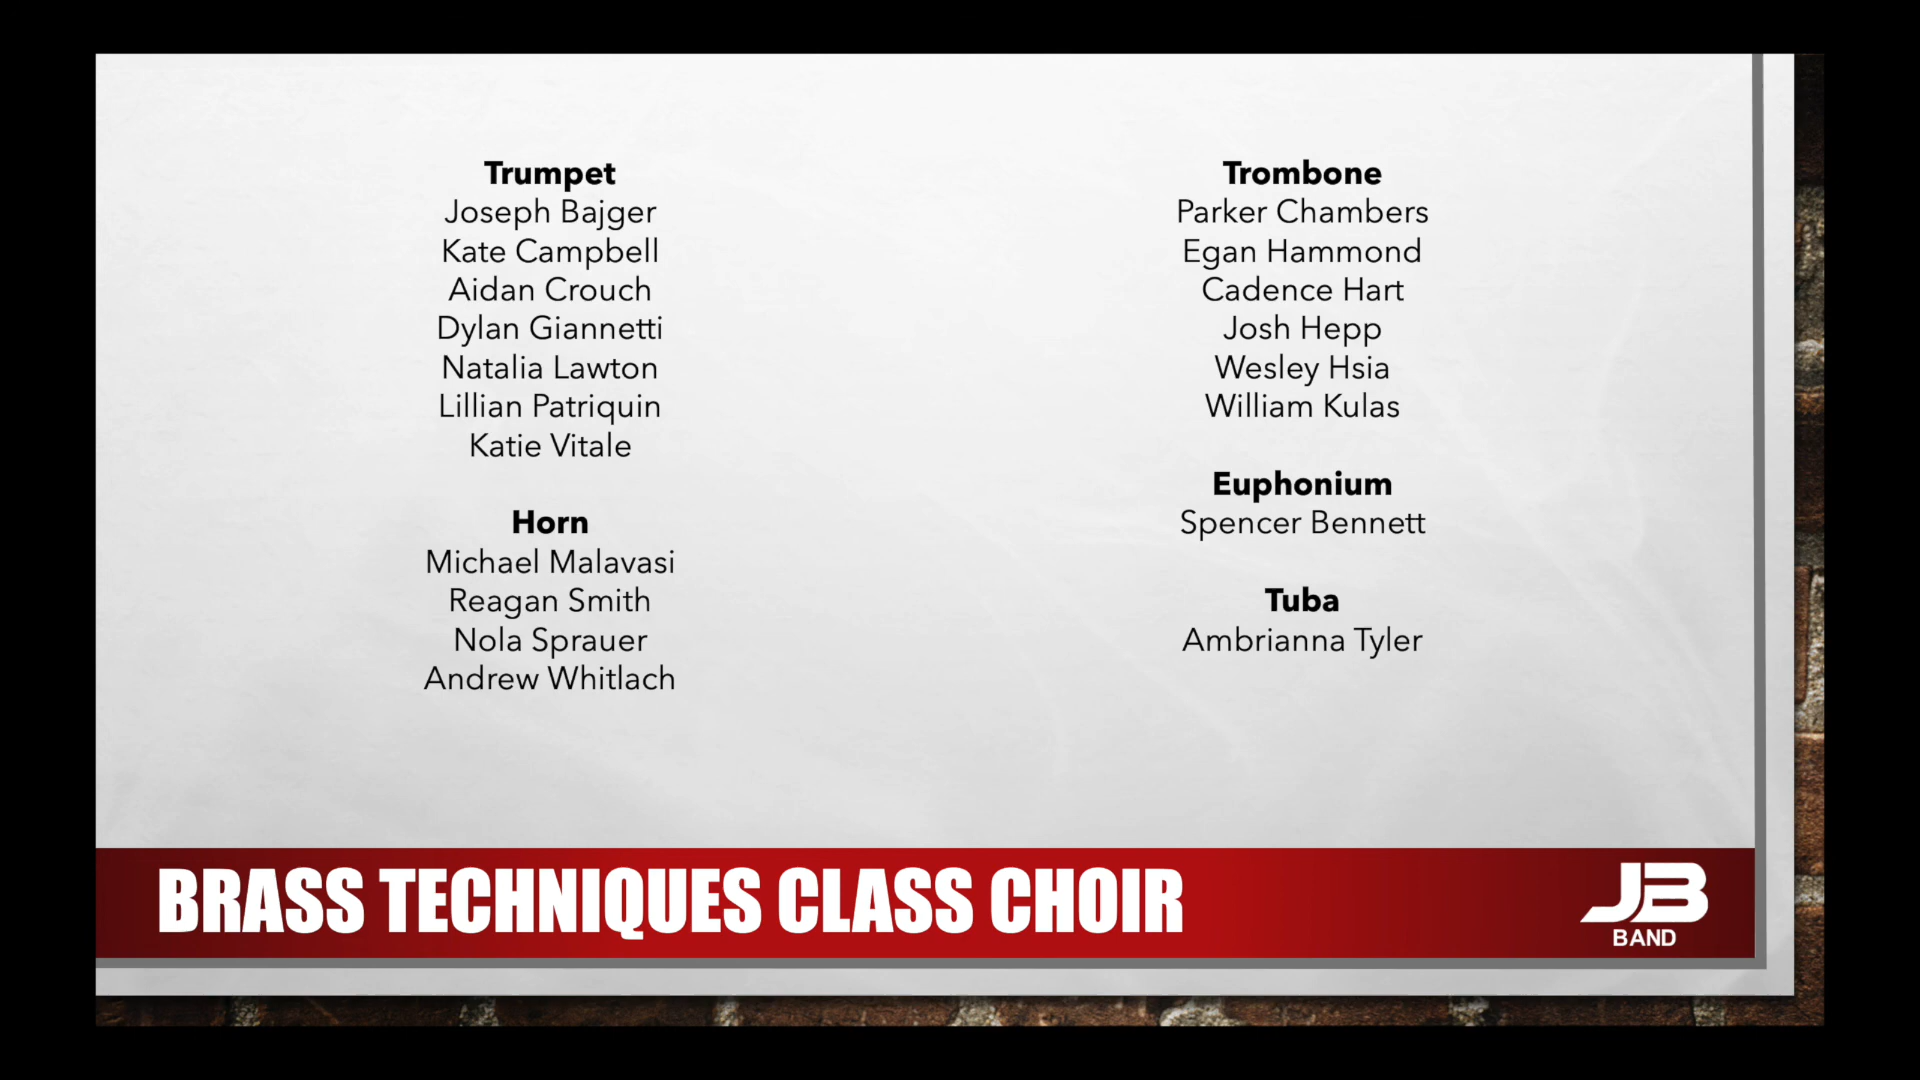 Trumpet
Joseph Bajger
Kate Campbell
Aidan Crouch
Dylan Giannetti
Natalia Lawton
Lillian Patriquin
Katie Vitale
Horn
Michael Malavasi
Reagan Smith
Nola Sprauer
Andrew Whitlach
Trombone
Parker Chambers
Egan Hammond
Cadence Hart
Josh Hepp
Wesley Hsia
William Kulas
Euphonium
Spencer Bennett
Tuba
Ambrianna Tyler
BRASS TECHNIQUES CLASS CHOIR
JB
BAND